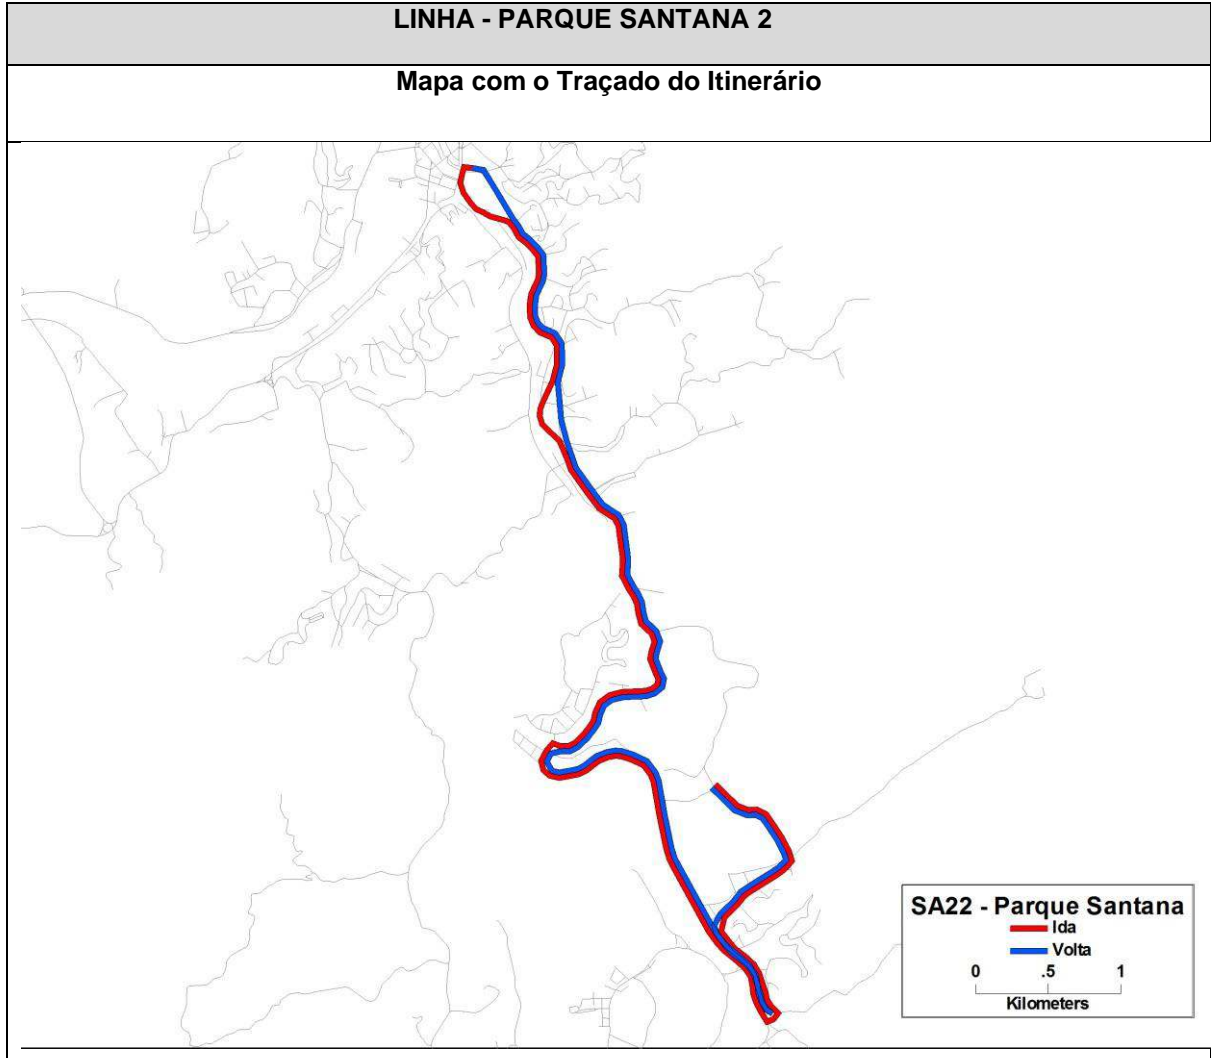 LINHA - PARQUE SANTANA 2
Mapa com o Traçado do Itinerário
SA22 - Parque Santana
Ida
Volta
0 .5 1
Kilometers